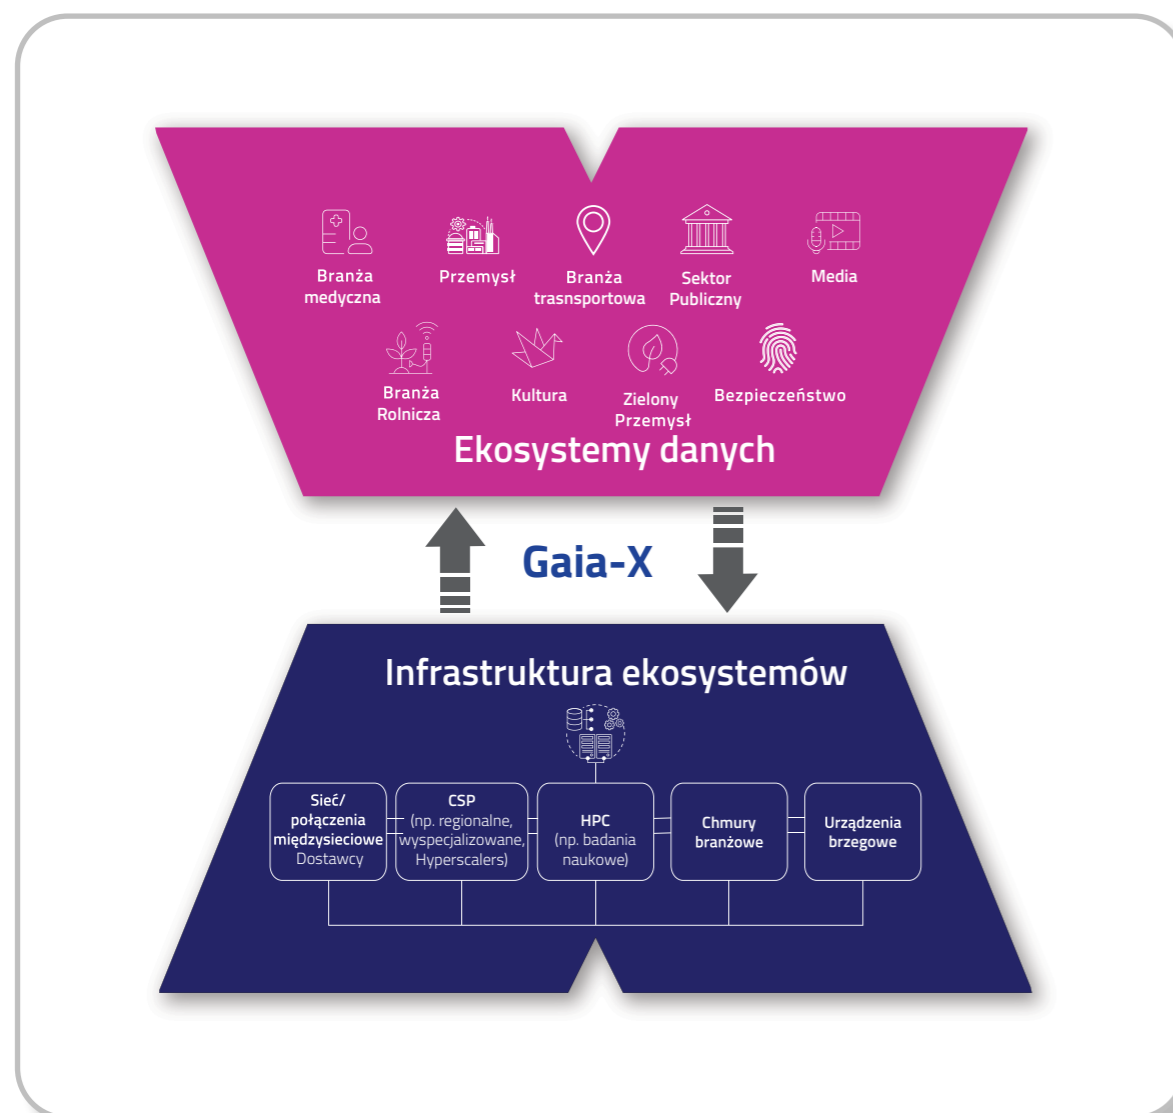 Branża
medyczna
Przemysł
Branża
trasnsportowa
Sektor
Publiczny
Media
Branża
Rolnicza
Kultura
Zielony
Przemysł
Bezpieczeństwo
Ekosystemy danych
Gaia-X
Infrastruktura ekosystemów
Sieć/
połączenia
międzysieciowe
Dostawcy
CSP
(np. regionalne,
wyspecjalizowane,
Hyperscalers)
HPC
(np. badania
naukowe)
Chmury
branżowe
Urządzenia
brzegowe